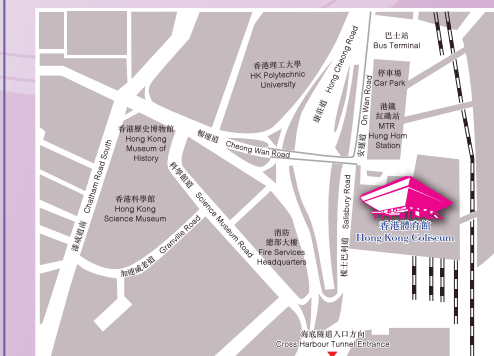 巴士站
Bus Terminal
香港理工大學
HK Polytechnic
University
康莊道
Hong Cheong Road
停車場
Car Park
港鐵
紅磡站
MTR
Hung Hom
Station
安運道
On Wan Road
香港歷史博物館
Hong Kong
Museum of
History
暢運道
Cheong Wan Road
漆咸道南
Chatham Road South
科學館道
Science Museum Road
香港科學館
Hong Kong
Science Museum
加連威老道
Granville Road
消防
總部大樓
Fire Services
Headquarters
梳士巴利道
Salisbury Road
香港體育館
Hong Kong Coliseum
海底隧道入口方向
Cross Harbour Tunnel Entrance